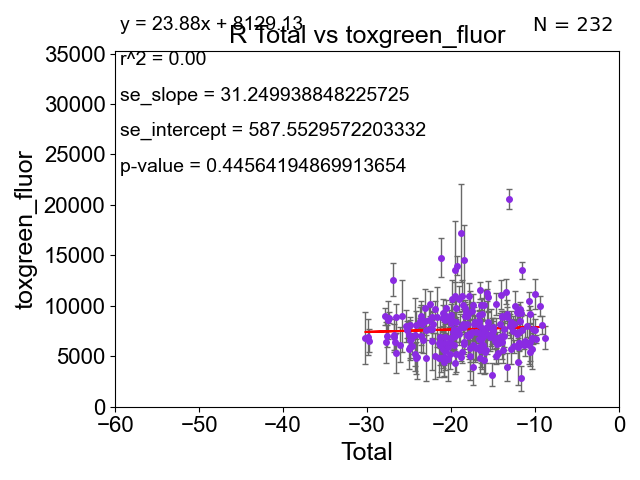 y = 23.88x + 8129.13
N = 232
R Total vs toxgreen_fluor
r^2 = 0.00
se_slope = 31.249938848225725
se_intercept = 587.5529572203332
p-value = 0.44564194869913654
toxgreen_fluor
35000
30000
25000
20000
15000
10000
5000
0
−60 −50 −40 −30 −20 −10 0
Total